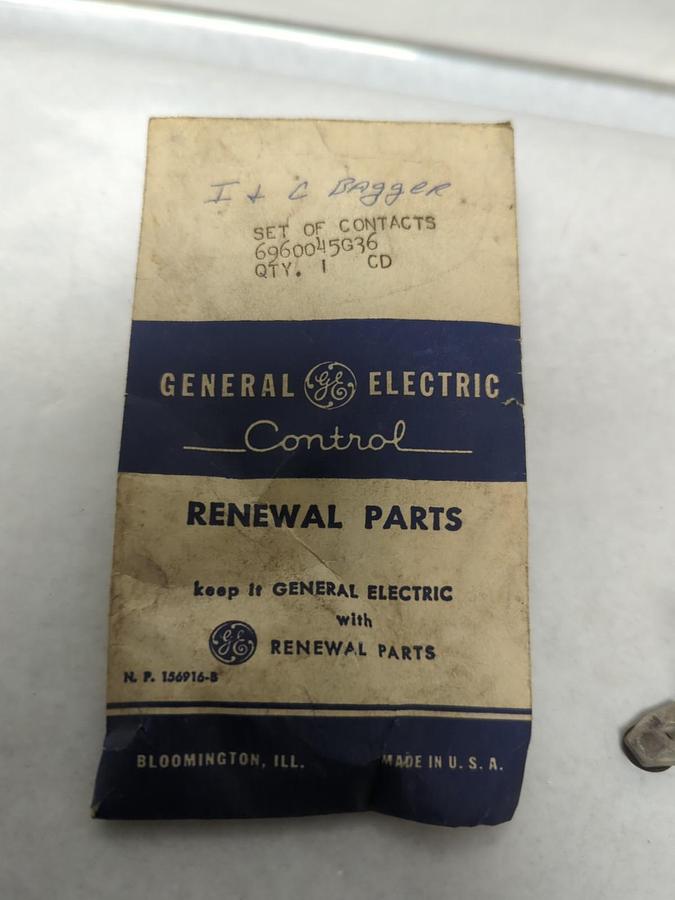 I + C Bagger
SET OF CONTACTS
6960045G36
QTY. 1 CD
GENERAL GE ELECTRIC
Control
RENEWAL PARTS
keep it GENERAL ELECTRIC
with
GE RENEWAL PARTS
N. P. 156916-B
BLOOMINGTON, ILL. MADE IN U. S. A.